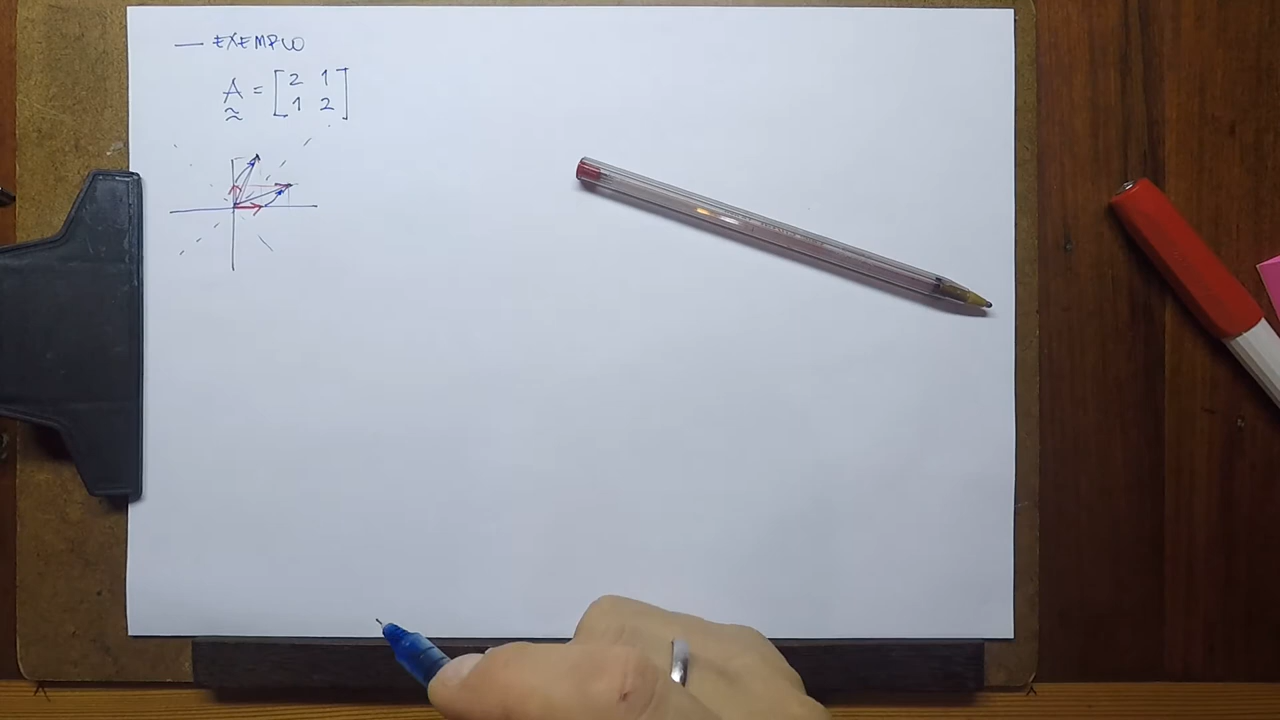 — EXEMPLO
A = [2 1
1 2]